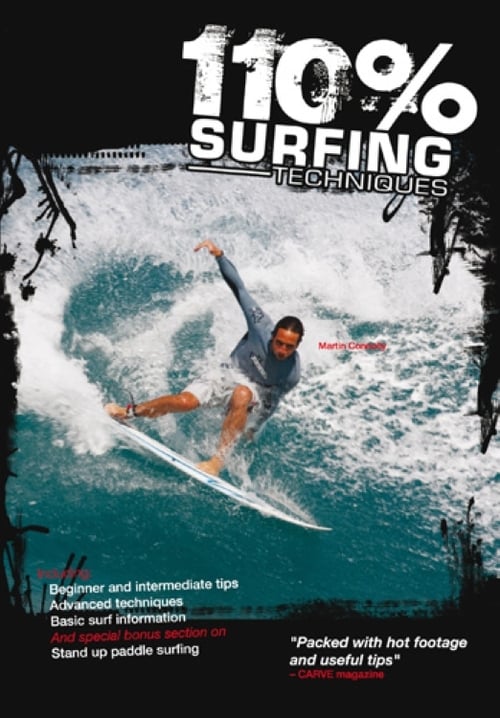 110%
SURFING
TECHNIQUES
Martin Connolly
Including:
Beginner and intermediate tips
Advanced techniques
Basic surf information
And special bonus section on
Stand up paddle surfing
"Packed with hot footage
and useful tips"
– CARVE magazine